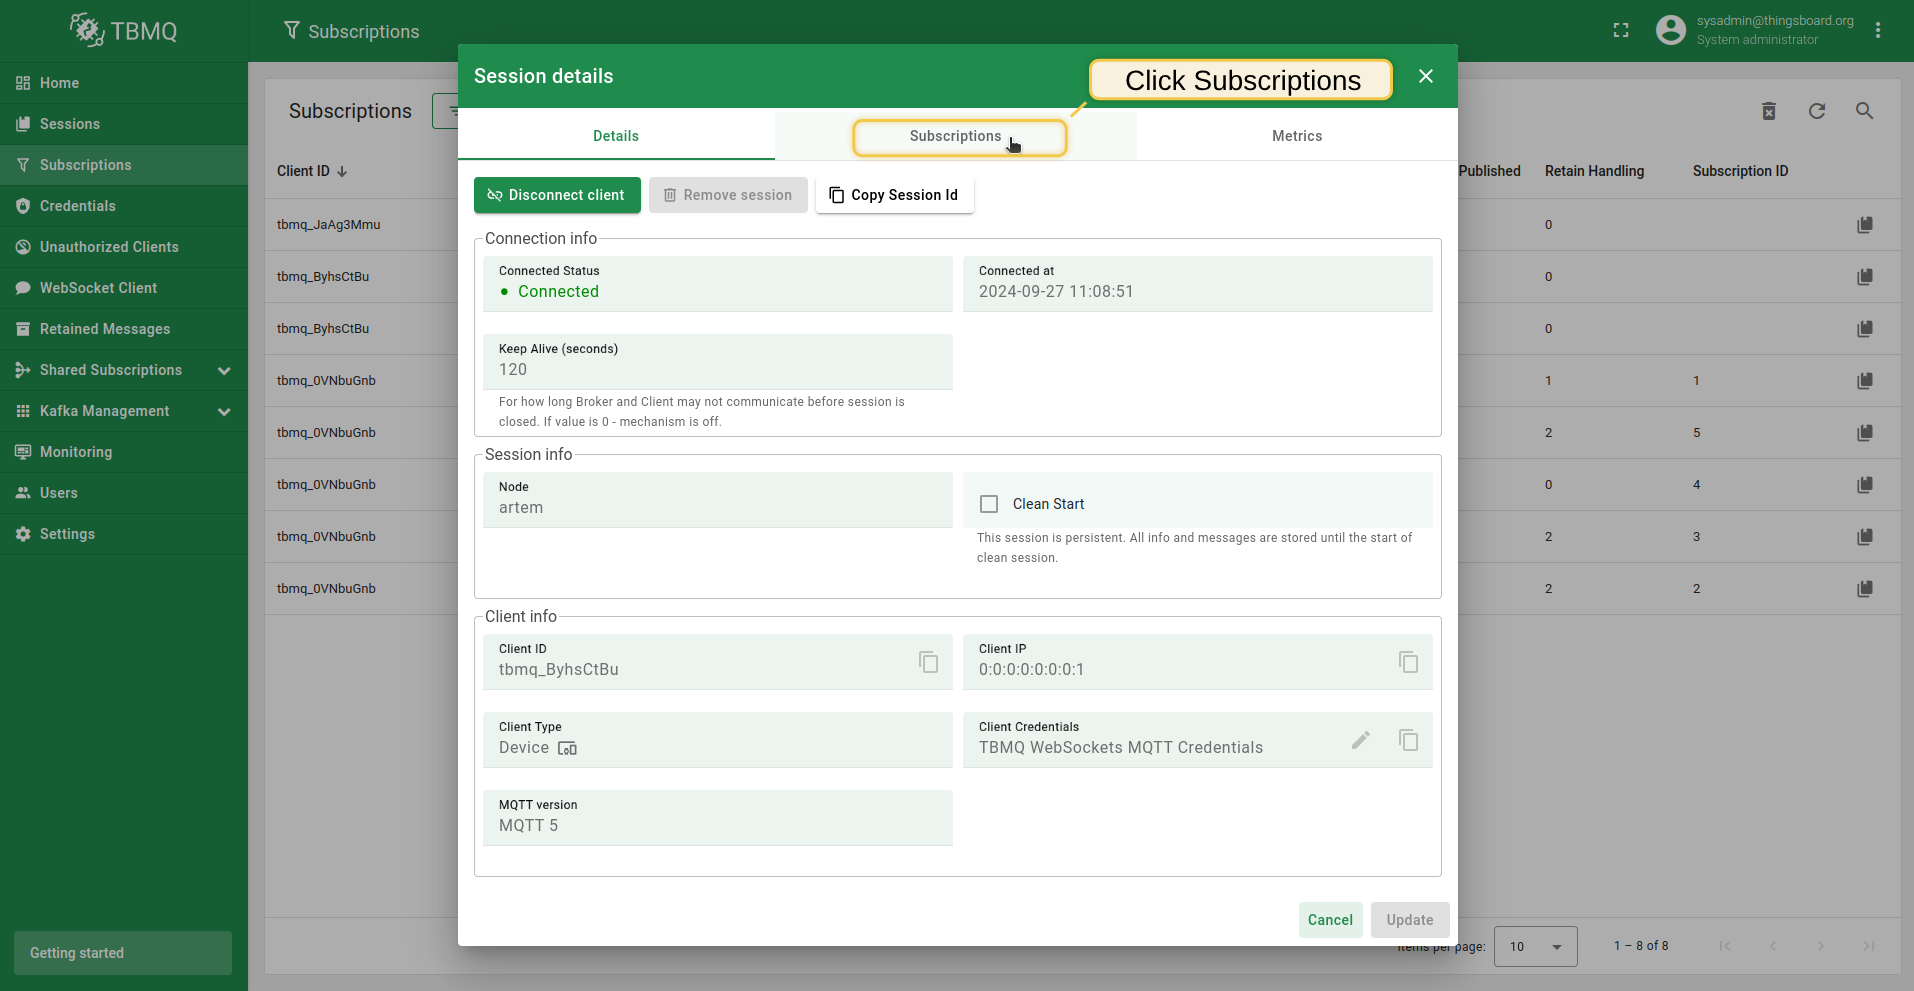 TBMQ
Subscriptions
sysadmin@thingsboard.org
System administrator
Home
Sessions
Subscriptions
Credentials
Unauthorized Clients
WebSocket Client
Retained Messages
Shared Subscriptions
Kafka Management
Monitoring
Users
Settings
Getting started
Subscriptions
Client ID
Published Retain Handling Subscription ID
tbmq_JaAg3Mmu 0
tbmq_ByhsCtBu 0
tbmq_ByhsCtBu 0
tbmq_0VNbuGnb 1 1
tbmq_0VNbuGnb 2 5
tbmq_0VNbuGnb 0 4
tbmq_0VNbuGnb 2 3
tbmq_0VNbuGnb 2 2
Items per page: 10 1 – 8 of 8
Session details
Click Subscriptions
Details Subscriptions Metrics
Disconnect client Remove session Copy Session Id
Connection info
Connected Status
Connected
Connected at
2024-09-27 11:08:51
Keep Alive (seconds)
120
For how long Broker and Client may not communicate before session is
closed. If value is 0 - mechanism is off.
Session info
Node
artem
Clean Start
This session is persistent. All info and messages are stored until the start of
clean session.
Client info
Client ID
tbmq_ByhsCtBu
Client IP
0:0:0:0:0:0:0:1
Client Type
Device
Client Credentials
TBMQ WebSockets MQTT Credentials
MQTT version
MQTT 5
Cancel Update